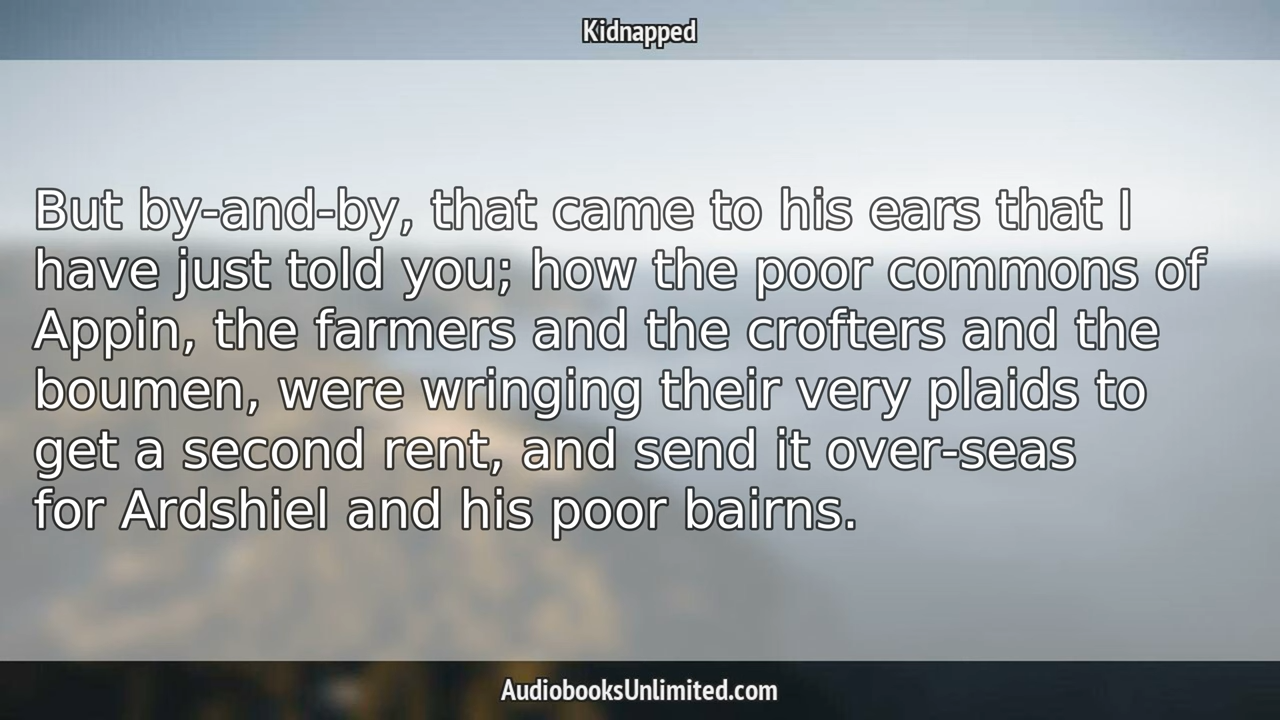 Kidnapped
But by-and-by, that came to his ears that I
have just told you; how the poor commons of
Appin, the farmers and the crofters and the
boumen, were wringing their very plaids to
get a second rent, and send it over-seas
for Ardshiel and his poor bairns.
AudiobooksUnlimited.com